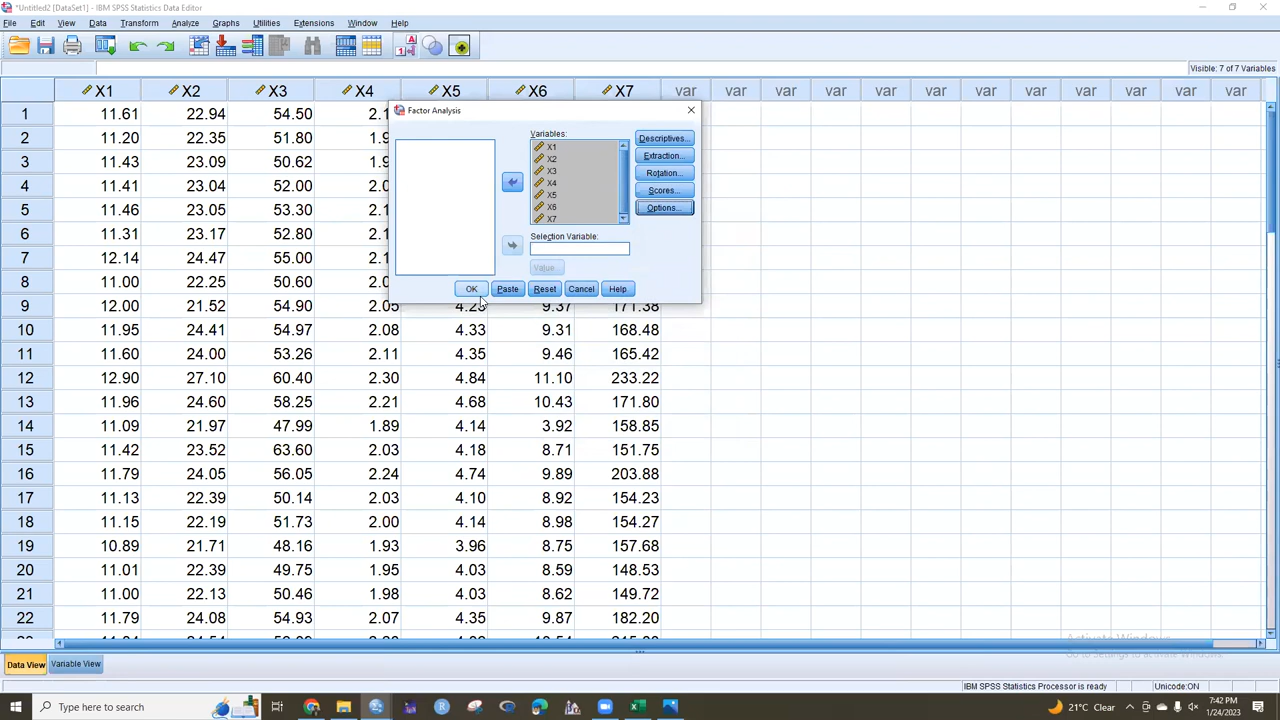 *Untitled2 [DataSet1] - IBM SPSS Statistics Data Editor
File Edit View Data Transform Analyze Graphs Utilities Extensions Window Help
Visible: 7 of 7 Variables
X1 X2 X3 X4 X5 X6 X7 var var var var var var var var var var var
Factor Analysis
Variables:
X1
X2
X3
X4
X5
X6
X7
Descriptives...
Extraction...
Rotation...
Scores...
Options...
Selection Variable:
Value...
OK Paste Reset Cancel Help
1 11.61 22.94 54.50
2 11.20 22.35 51.80
3 11.43 23.09 50.62
4 11.41 23.04 52.00
5 11.46 23.05 53.30
6 11.31 23.17 52.80
7 12.14 24.47 55.00
8 11.00 22.25 50.60
9 12.00 21.52 54.90 2.05 4.23 9.37 171.38
10 11.95 24.41 54.97 2.08 4.33 9.31 168.48
11 11.60 24.00 53.26 2.11 4.35 9.46 165.42
12 12.90 27.10 60.40 2.30 4.84 11.10 233.22
13 11.96 24.60 58.25 2.21 4.68 10.43 171.80
14 11.09 21.97 47.99 1.89 4.14 3.92 158.85
15 11.42 23.52 63.60 2.03 4.18 8.71 151.75
16 11.79 24.05 56.05 2.24 4.74 9.89 203.88
17 11.13 22.39 50.14 2.03 4.10 8.92 154.23
18 11.15 22.19 51.73 2.00 4.14 8.98 154.27
19 10.89 21.71 48.16 1.93 3.96 8.75 157.68
20 11.01 22.39 49.75 1.95 4.03 8.59 148.53
21 11.00 22.13 50.46 1.98 4.03 8.62 149.72
22 11.79 24.08 54.93 2.07 4.35 9.87 182.20
Activate Windows
Go to Settings to activate Windows.
Data View Variable View
IBM SPSS Statistics Processor is ready Unicode:ON
Type here to search
21°C Clear
7:42 PM
1/24/2023